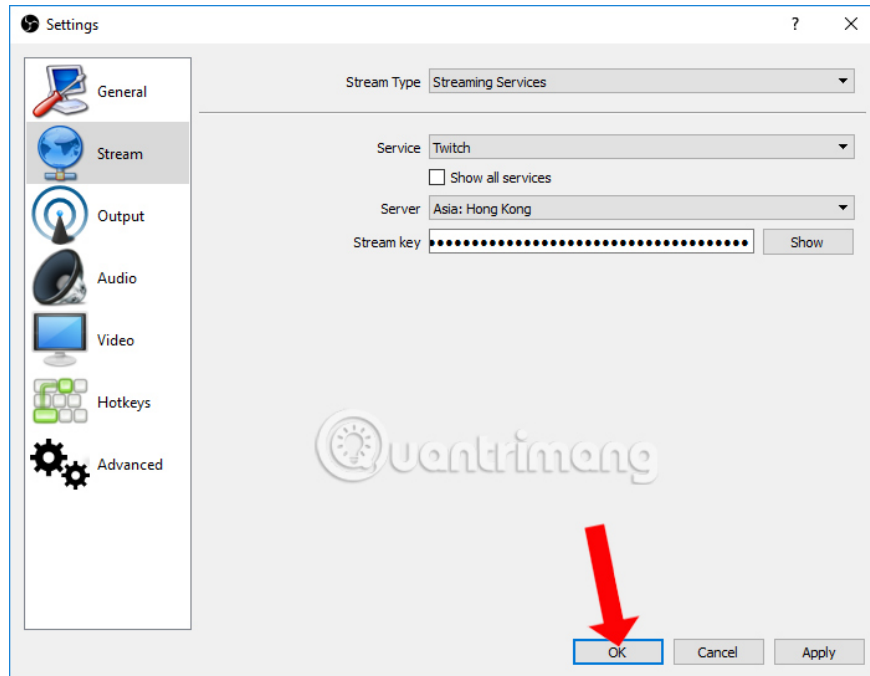 Settings
?
General
Stream
Output
Audio
Video
Hotkeys
Advanced
Stream Type Streaming Services
Service Twitch
Show all services
Server Asia: Hong Kong
Stream key ●●●●●●●●●●●●●●●●●●●●●●●●●●●●●●●●●●●●●● Show
Quantrimang
OK Cancel Apply